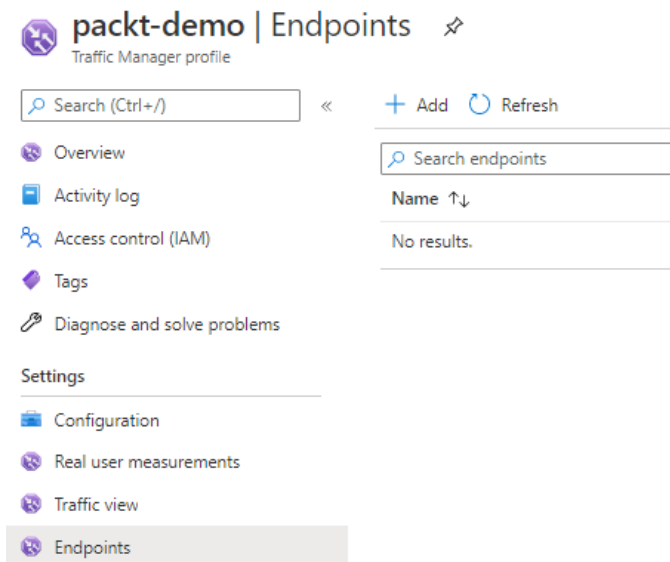 packt-demo | Endpoints
Traffic Manager profile
Search (Ctrl+/)
«
Overview
Activity log
Access control (IAM)
Tags
Diagnose and solve problems
Settings
Configuration
Real user measurements
Traffic view
Endpoints
+ Add
Refresh
Search endpoints
Name ↑↓
No results.